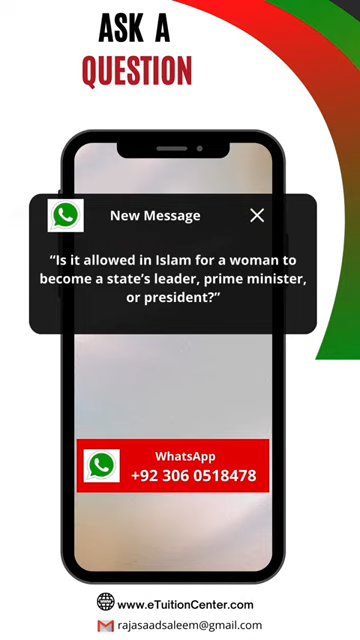 ASK A
QUESTION
New Message
“Is it allowed in Islam for a woman to
become a state’s leader, prime minister,
or president?”
WhatsApp
+92 306 0518478
www.eTuitionCenter.com
rajasaadsaleem@gmail.com